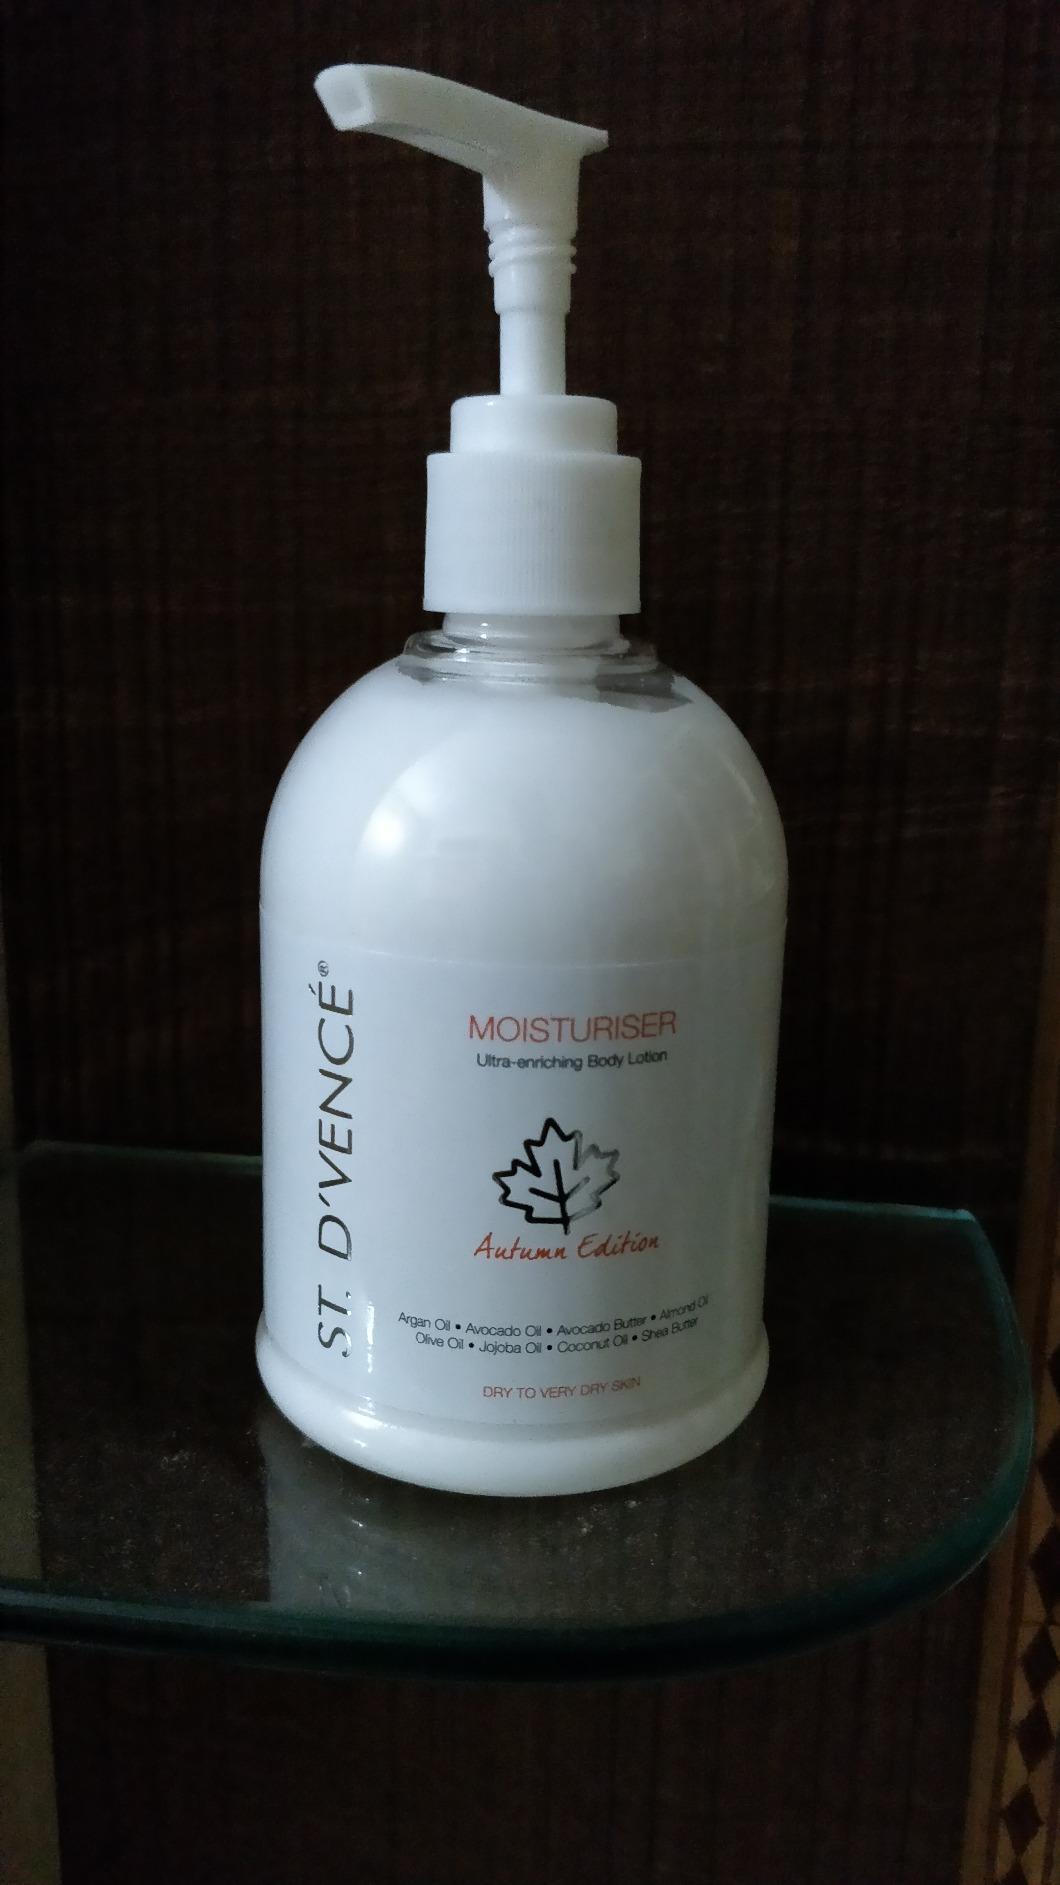 ST. D'VENCÉ®
MOISTURISER
Ultra-enriching Body Lotion
Autumn Edition
Argan Oil • Avocado Oil • Avocado Butter • Almond Oil
Olive Oil • Jojoba Oil • Coconut Oil • Shea Butter
DRY TO VERY DRY SKIN